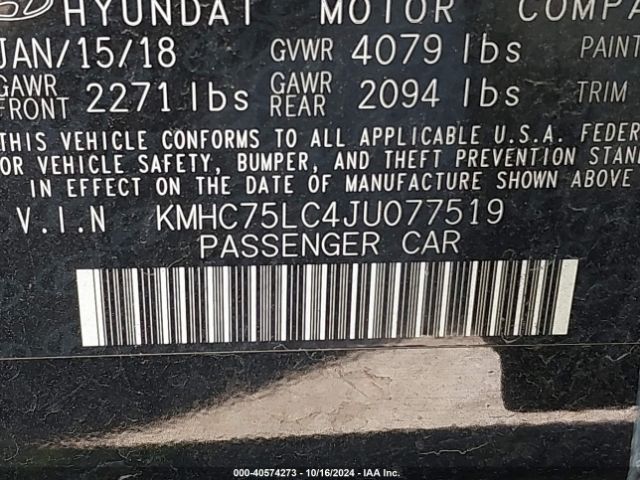 HYUNDAI MOTOR COMPA
JAN/15/18 GVWR 4079 lbs PAINT
GAWR FRONT 2271 lbs GAWR REAR 2094 lbs TRIM
THIS VEHICLE CONFORMS TO ALL APPLICABLE U.S.A. FEDER
OR VEHICLE SAFETY, BUMPER, AND THEFT PREVENTION STAN
IN EFFECT ON THE DATE OF MANUFACTURE SHOWN ABOVE
V.I.N KMHC75LC4JU077519
PASSENGER CAR
000-40574273 - 10/16/2024 - IAA Inc.